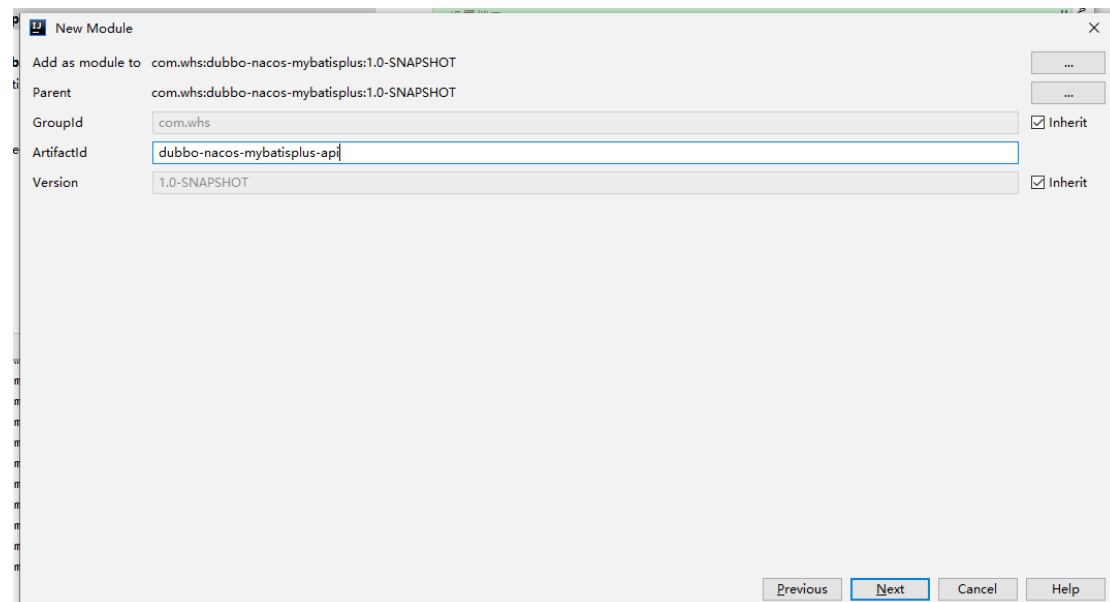 New Module
Add as module to com.whs:dubbo-nacos-mybatisplus:1.0-SNAPSHOT ...
Parent com.whs:dubbo-nacos-mybatisplus:1.0-SNAPSHOT ...
GroupId com.whs Inherit
ArtifactId dubbo-nacos-mybatisplus-api
Version 1.0-SNAPSHOT Inherit
Previous Next Cancel Help